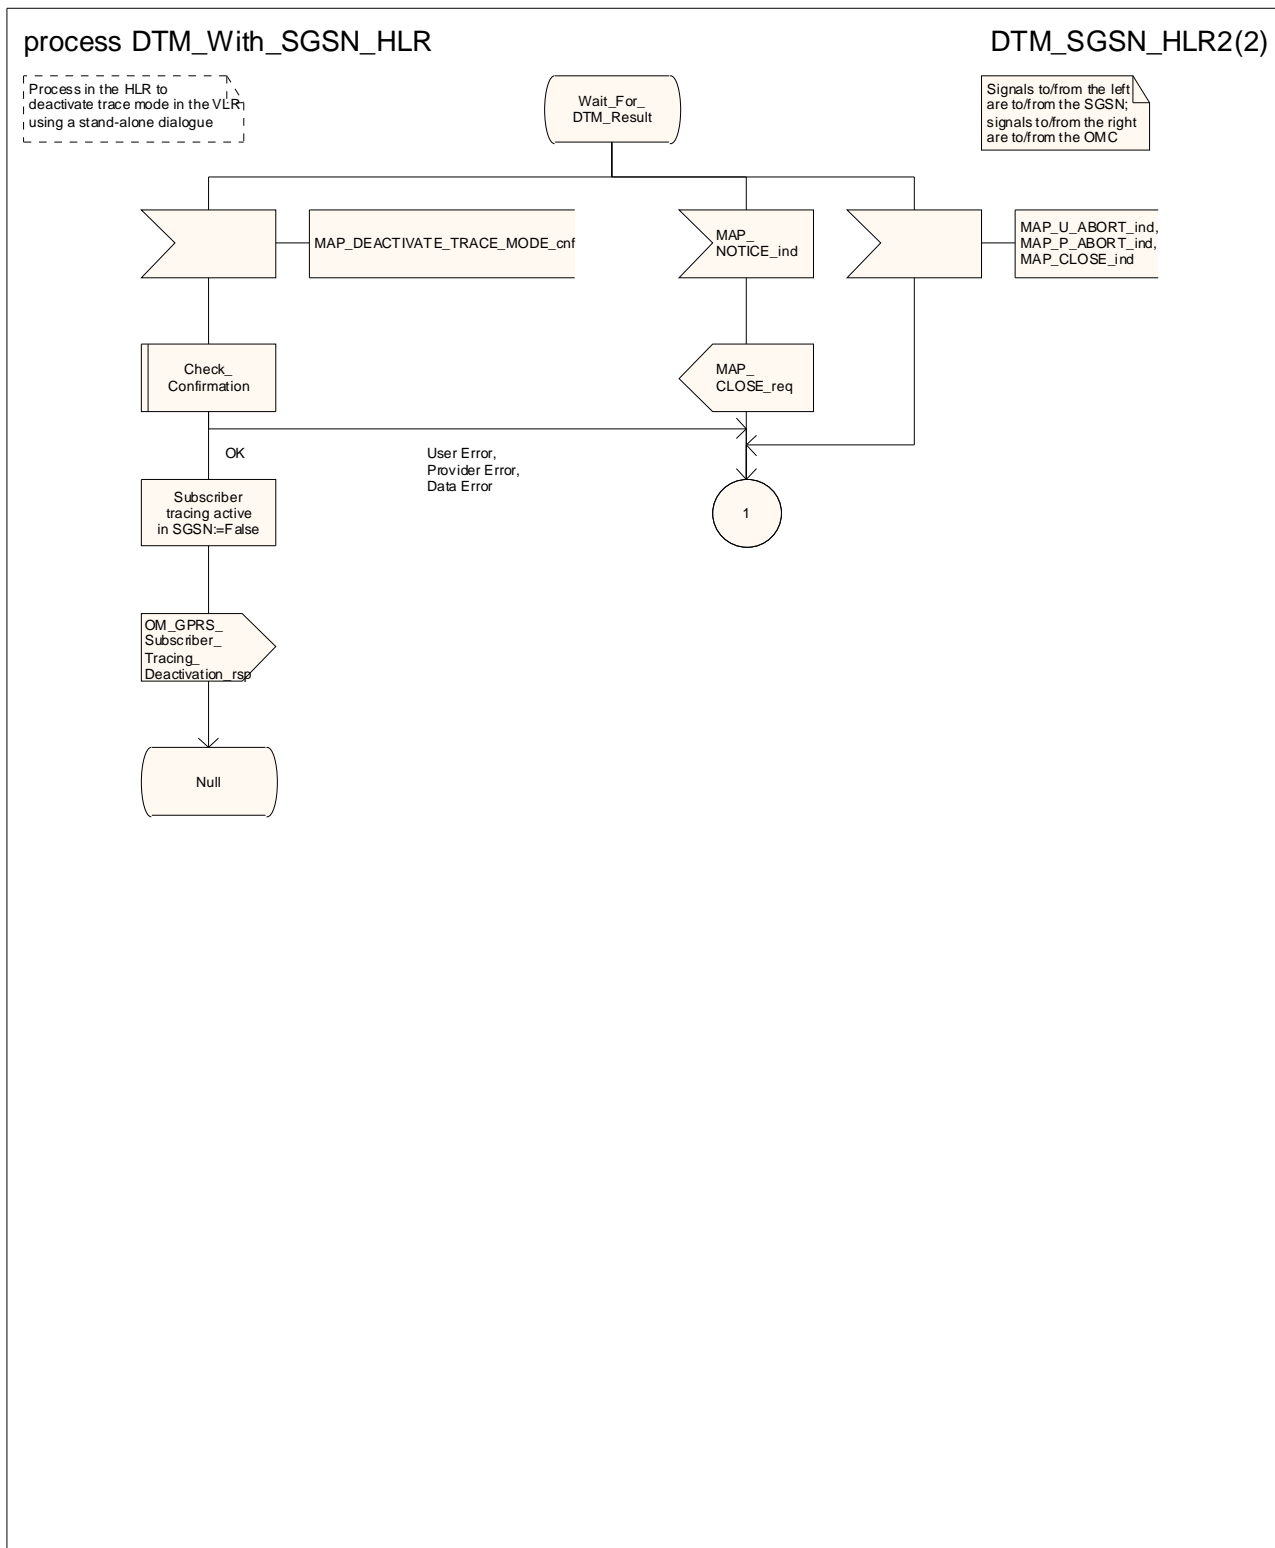 process DTM_With_SGSN_HLR
DTM_SGSN_HLR2(2)
Process in the HLR to
deactivate trace mode in the VLR
using a stand-alone dialogue
Wait_For_
DTM_Result
Signals to/from the left
are to/from the SGSN;
signals to/from the right
are to/from the OMC
MAP_DEACTIVATE_TRACE_MODE_cnf
MAP_
NOTICE_ind
MAP_U_ABORT_ind,
MAP_P_ABORT_ind,
MAP_CLOSE_ind
Check_
Confirmation
MAP_
CLOSE_req
OK
User Error,
Provider Error,
Data Error
Subscriber
tracing active
in SGSN:=False
1
OM_GPRS_
Subscriber_
Tracing_
Deactivation_rsp
Null